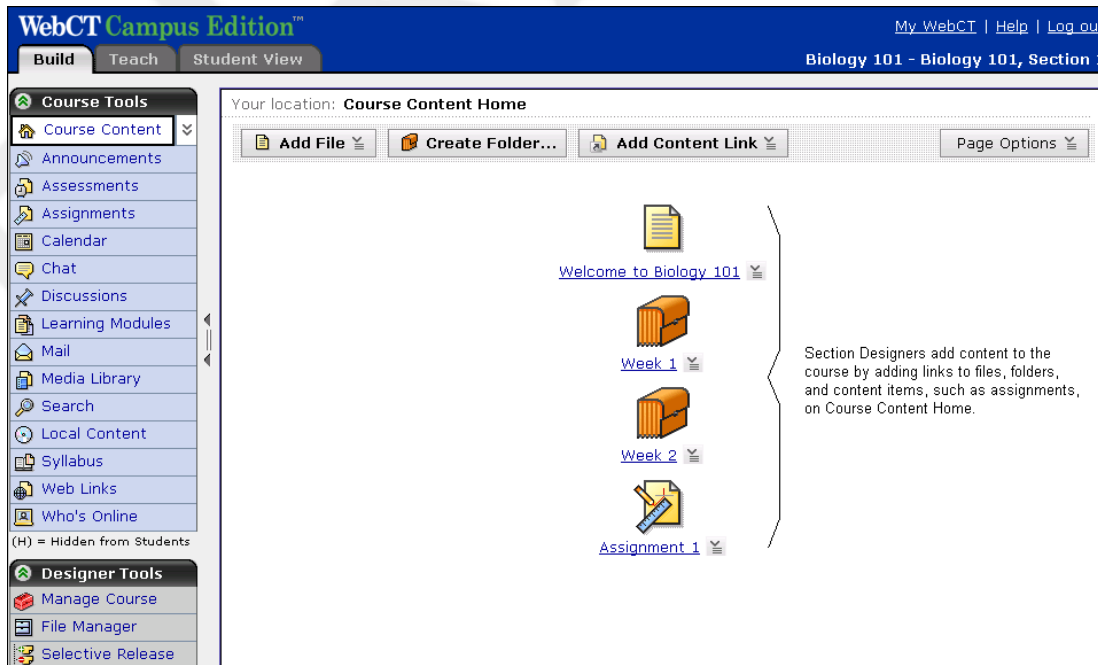 WebCT Campus Edition™
My WebCT | Help | Log ou
Build Teach Student View
Biology 101 - Biology 101, Section
Course Tools
Course Content
Announcements
Assessments
Assignments
Calendar
Chat
Discussions
Learning Modules
Mail
Media Library
Search
Local Content
Syllabus
Web Links
Who's Online
(H) = Hidden from Students
Designer Tools
Manage Course
File Manager
Selective Release
Your location: Course Content Home
Add File Create Folder... Add Content Link Page Options
Welcome to Biology 101
Week 1
Week 2
Assignment 1
Section Designers add content to the
course by adding links to files, folders,
and content items, such as assignments,
on Course Content Home.